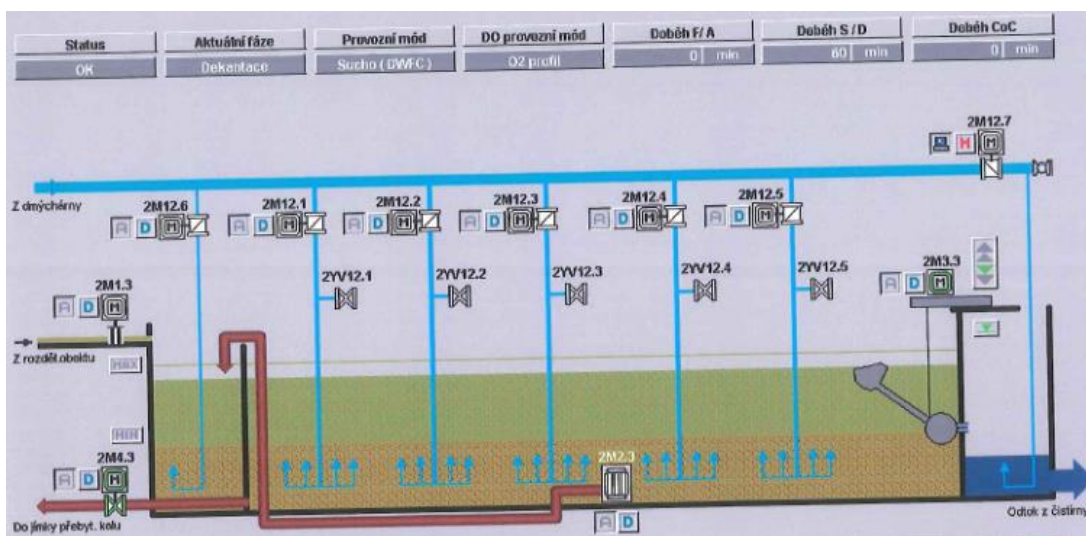 Status
OK
Aktuální fáze
Dekantace
Provozní mód
Sucho ( DWFC )
DO provozní mód
O2 profil
Doběh F / A
0 min
Doběh S / D
60 min
Doběh CoC
0 min
2M12.7
M M
Z dmýchárny
2M12.6
A D M
2M12.1
A D M
2M12.2
A D M
2M12.3
A D M
2M12.4
A D M
2M12.5
A D M
2YV12.1
2YV12.2
2YV12.3
2YV12.4
2YV12.5
2M3.3
A D M
2M1.3
A D M
Z rozděl.obektu
MAX
MIN
2M4.3
A D M
2M2.3
A D
Do jímky přebyt. kalu
Odtok z čistírny